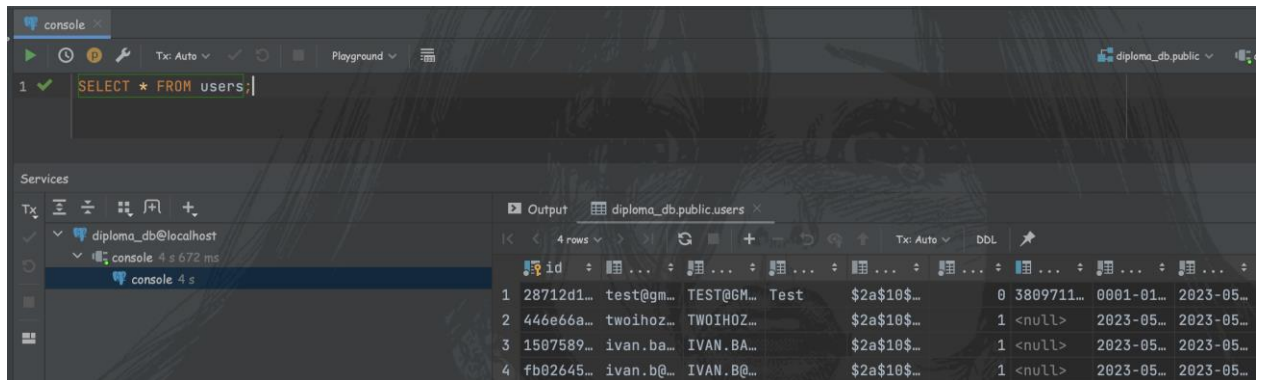 console
Tx: Auto Playground diploma_db.public
1 SELECT * FROM users;
Services
Tx
Output diploma_db.public.users
diploma_db@localhost
4 rows Tx: Auto DDL
console 4 s 672 ms
console 4 s
id ... ... ... ... ... ... ... ...
1 28712d1… test@gm… TEST@GM… Test $2a$10$… 0 3809711… 0001-01… 2023-05…
2 446e66a… twoihoz… TWOIHOZ… $2a$10$… 1 <null> 2023-05… 2023-05…
3 1507589… ivan.ba… IVAN.BA… $2a$10$… 1 <null> 2023-05… 2023-05…
4 fb02645… ivan.b@… IVAN.B@… $2a$10$… 1 <null> 2023-05… 2023-05…